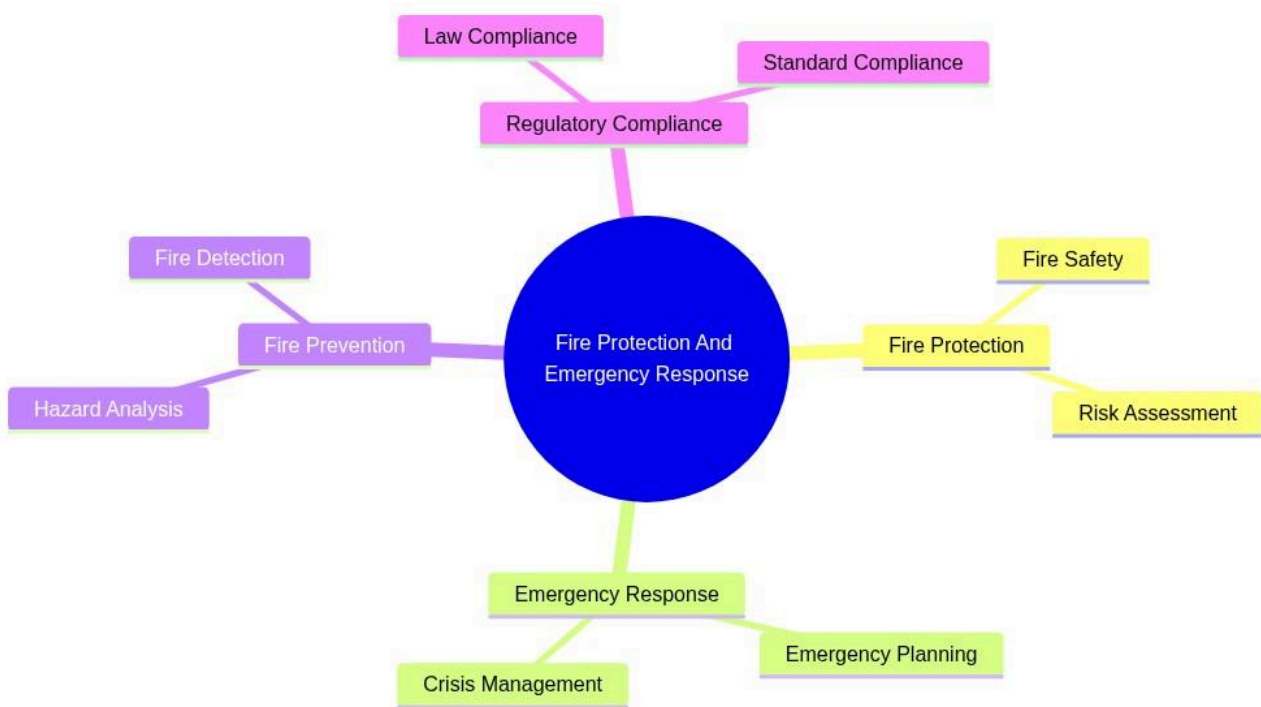 Law Compliance
Standard Compliance
Regulatory Compliance
Fire Detection
Fire Safety
Fire Prevention
Fire Protection And
Emergency Response
Fire Protection
Hazard Analysis
Risk Assessment
Emergency Response
Emergency Planning
Crisis Management